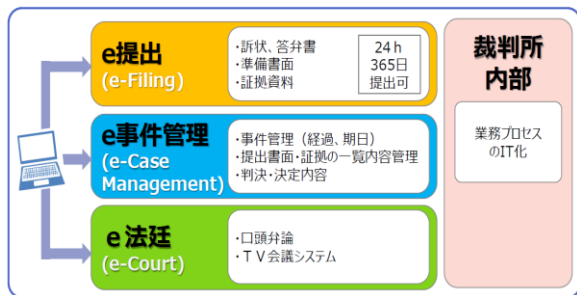 e提出
(e-Filing)
・訴状、答弁書
・準備書面
・証拠資料
24h
365日
提出可
e事件管理
(e-Case
Management)
・事件管理（経過、期日）
・提出書面・証拠の一覧内容管理
・判決・決定内容
e法廷
(e-Court)
・口頭弁論
・TV会議システム
裁判所
内部
業務プロセス
のIT化